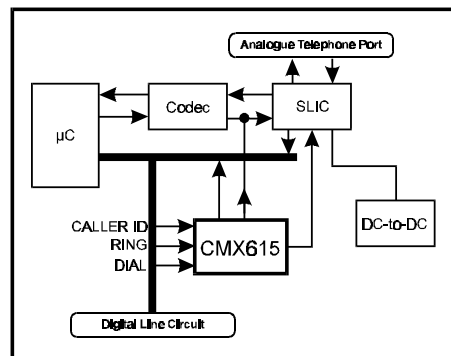 Analogue Telephone Port
µC
Codec
SLIC
CALLER ID
RING
DIAL
CMX615
DC-to-DC
Digital Line Circuit